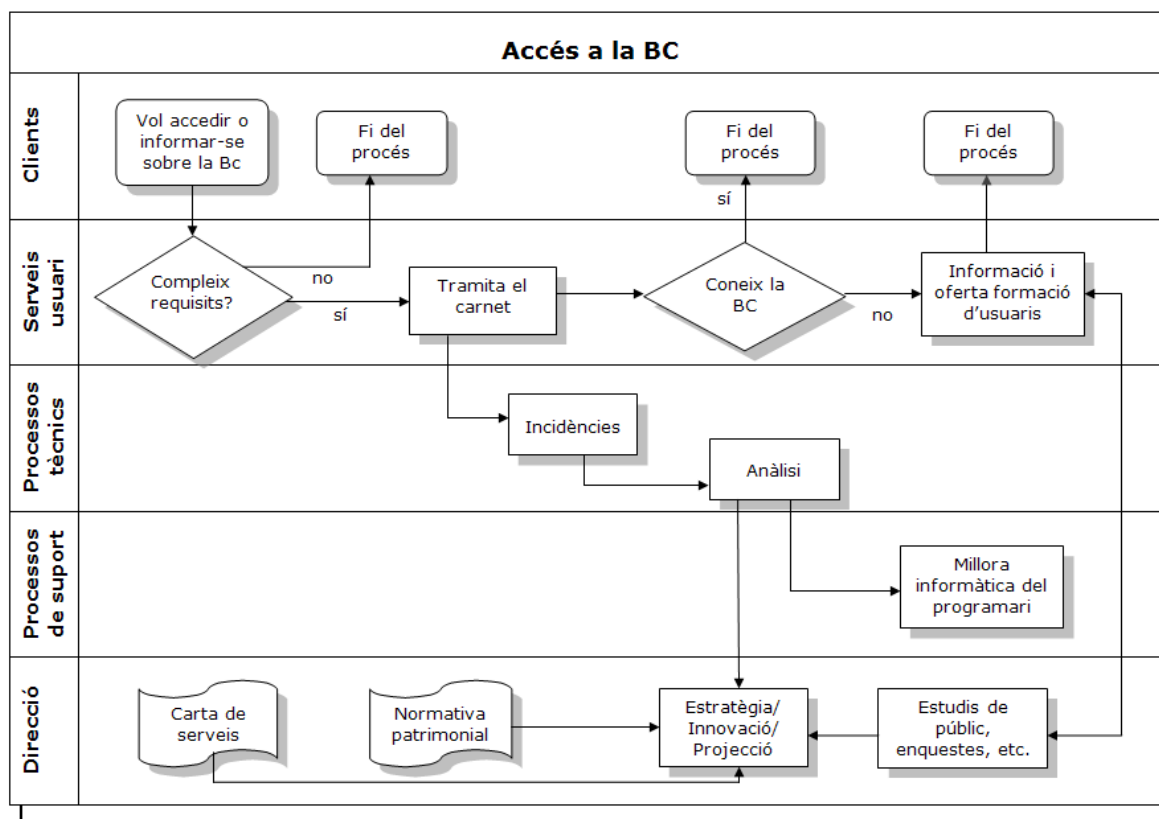 Accés a la BC
Clients
Vol accedir o
informar-se
sobre la Bc
Fi del
procés
Fi del
procés
Fi del
procés
sí
Serveis
usuari
Compleix
requisits?
no
sí
Tramita el
carnet
Coneix la
BC
no
Informació i
oferta formació
d'usuaris
Processos
tècnics
Incidències
Anàlisi
Processos
de suport
Millora
informàtica del
programari
Direcció
Carta de
serveis
Normativa
patrimonial
Estratègia/
Innovació/
Projecció
Estudis de
públic,
enquestes, etc.